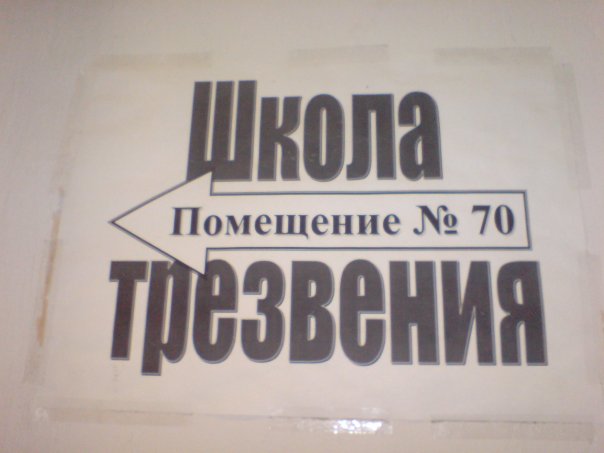 Школа
Помещение № 70
трезвения